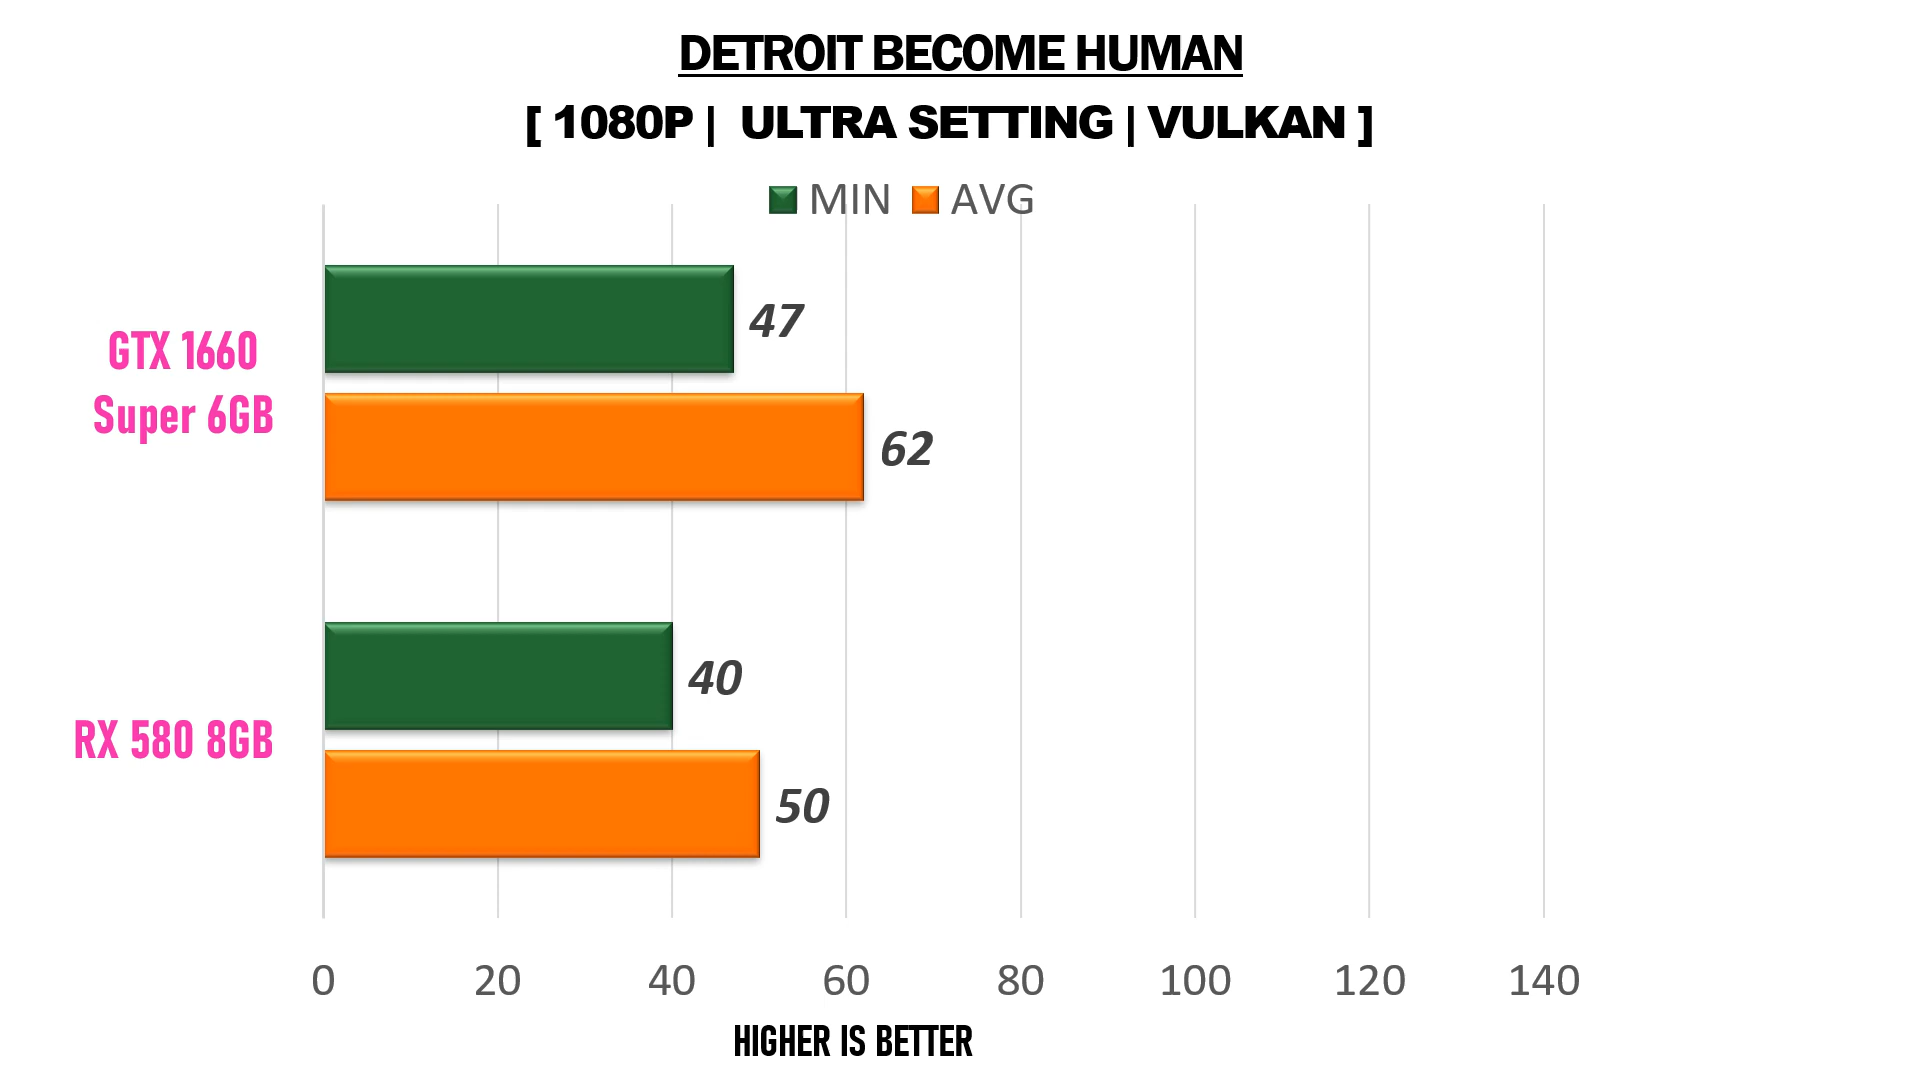 DETROIT BECOME HUMAN
[ 1080P | ULTRA SETTING | VULKAN ]
MIN AVG
GTX 1660
Super 6GB
47
62
RX 580 8GB
40
50
0 20 40 60 80 100 120 140
HIGHER IS BETTER